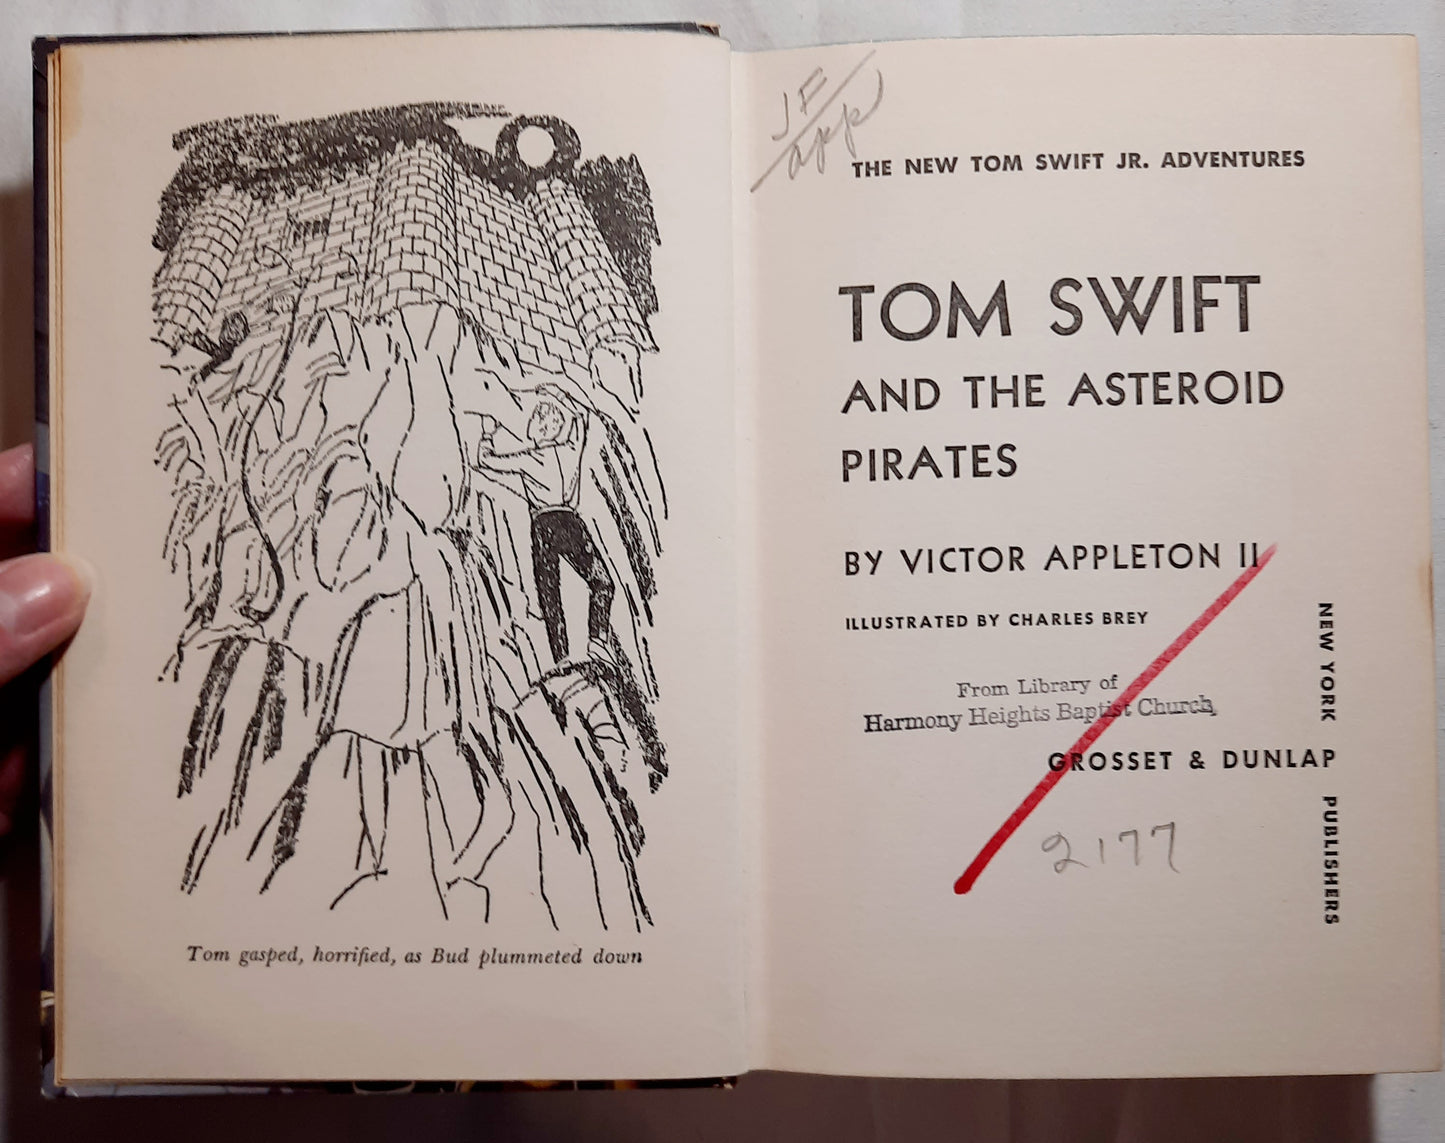 Tom gasped, horrified, as Bud plummeted down
JF
app
THE NEW TOM SWIFT JR. ADVENTURES
TOM SWIFT
AND THE ASTEROID
PIRATES
BY VICTOR APPLETON II
ILLUSTRATED BY CHARLES BREY
From Library of
Harmony Heights Baptist Church,
GROSSET & DUNLAP
NEW YORK PUBLISHERS
2177